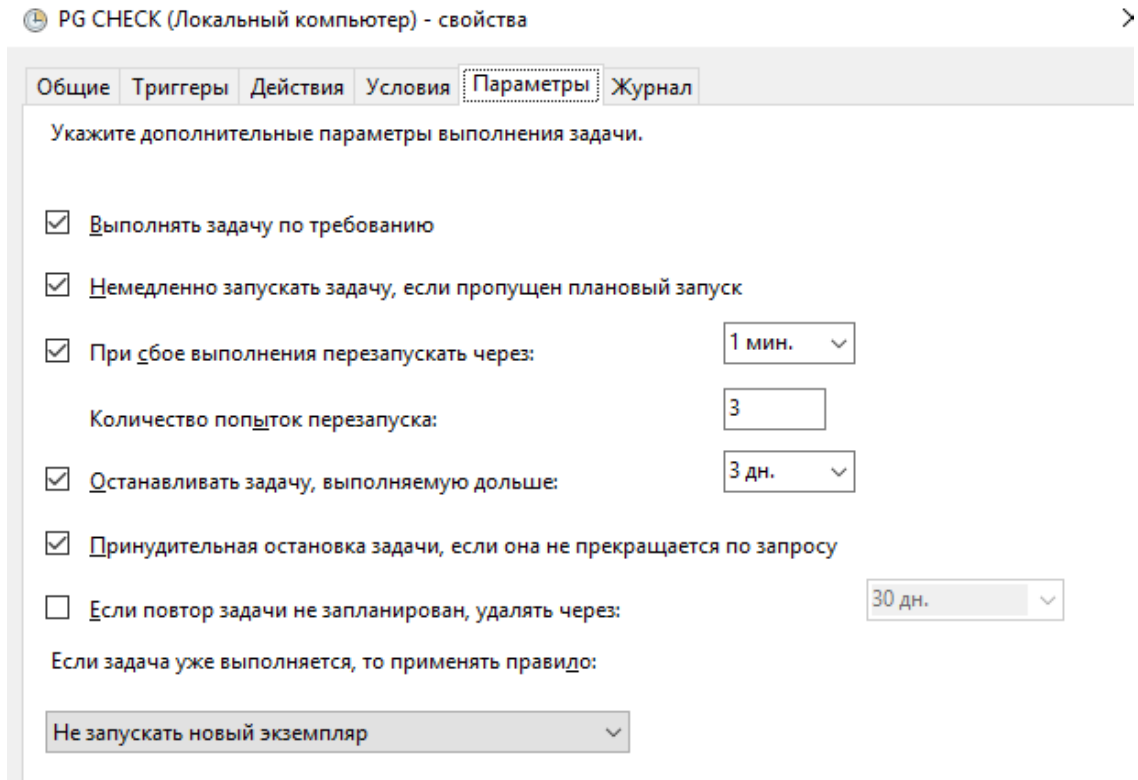 PG CHECK (Локальный компьютер) - свойства
Общие Триггеры Действия Условия Параметры Журнал
Укажите дополнительные параметры выполнения задачи.
Выполнять задачу по требованию
Немедленно запускать задачу, если пропущен плановый запуск
При сбое выполнения перезапускать через: 1 мин.
Количество попыток перезапуска: 3
Останавливать задачу, выполняемую дольше: 3 дн.
Принудительная остановка задачи, если она не прекращается по запросу
Если повтор задачи не запланирован, удалять через: 30 дн.
Если задача уже выполняется, то применять правило:
Не запускать новый экземпляр